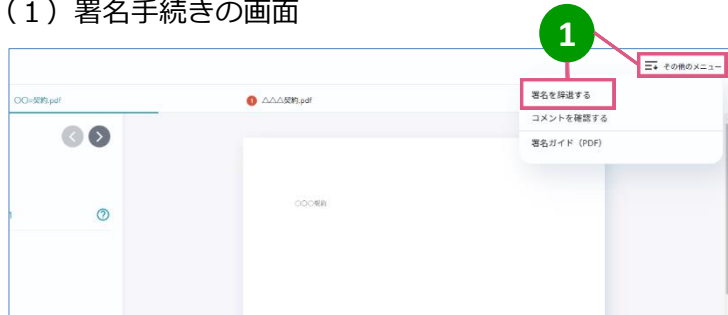 （1）署名手続きの画面
1
その他のメニュー
〇〇=契約.pdf
1 △△△契約.pdf
署名を辞退する
コメントを確認する
署名ガイド（PDF）
〇〇〇契約